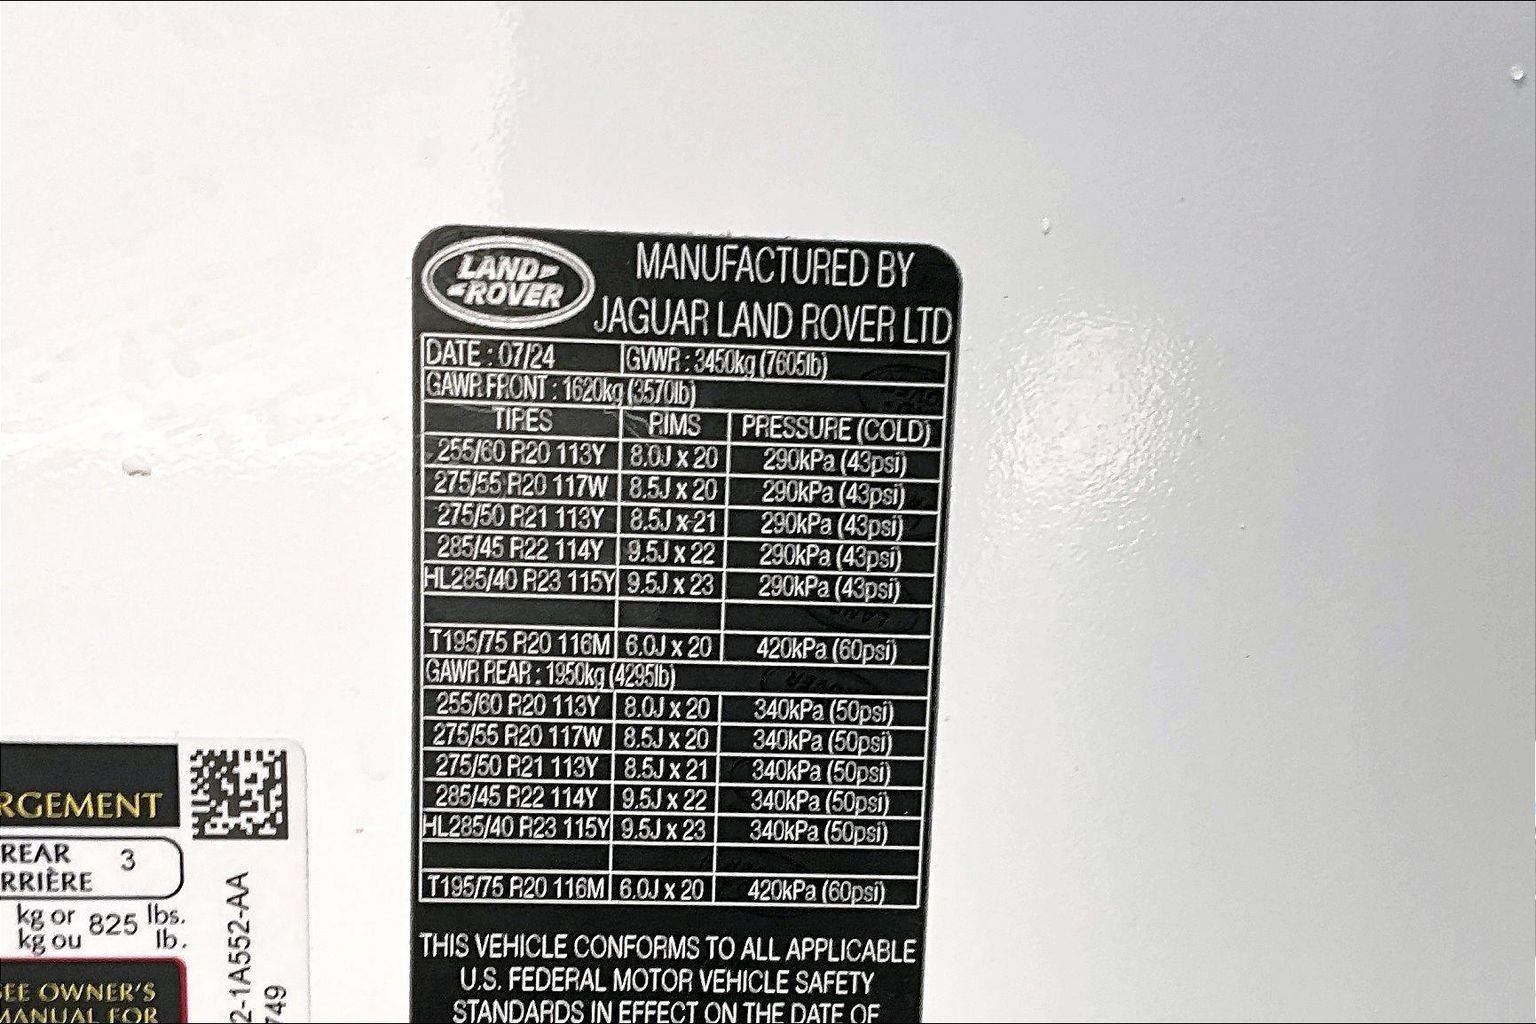 LAND
ROVER
MANUFACTURED BY
JAGUAR LAND ROVER LTD
DATE : 07/24 GVWR : 3450kg (7605lb)
GAWR FRONT : 1620kg (3570lb)
TIRES RIMS PRESSURE (COLD)
255/60 R20 113Y 8.0J x 20 290kPa (43psi)
275/55 R20 117W 8.5J x 20 290kPa (43psi)
275/50 R21 113Y 8.5J x 21 290kPa (43psi)
285/45 R22 114Y 9.5J x 22 290kPa (43psi)
HL285/40 R23 115Y 9.5J x 23 290kPa (43psi)
T195/75 R20 116M 6.0J x 20 420kPa (60psi)
GAWR REAR : 1950kg (4295lb)
255/60 R20 113Y 8.0J x 20 340kPa (50psi)
275/55 R20 117W 8.5J x 20 340kPa (50psi)
275/50 R21 113Y 8.5J x 21 340kPa (50psi)
285/45 R22 114Y 9.5J x 22 340kPa (50psi)
HL285/40 R23 115Y 9.5J x 23 340kPa (50psi)
T195/75 R20 116M 6.0J x 20 420kPa (60psi)
THIS VEHICLE CONFORMS TO ALL APPLICABLE
U.S. FEDERAL MOTOR VEHICLE SAFETY
STANDARDS IN EFFECT ON THE DATE OF
RGEMENT
REAR 3
RRIÈRE
kg or 825 lbs.
kg ou lb.
SEE OWNER'S
MANUAL FOR
2-1A552-AA
749